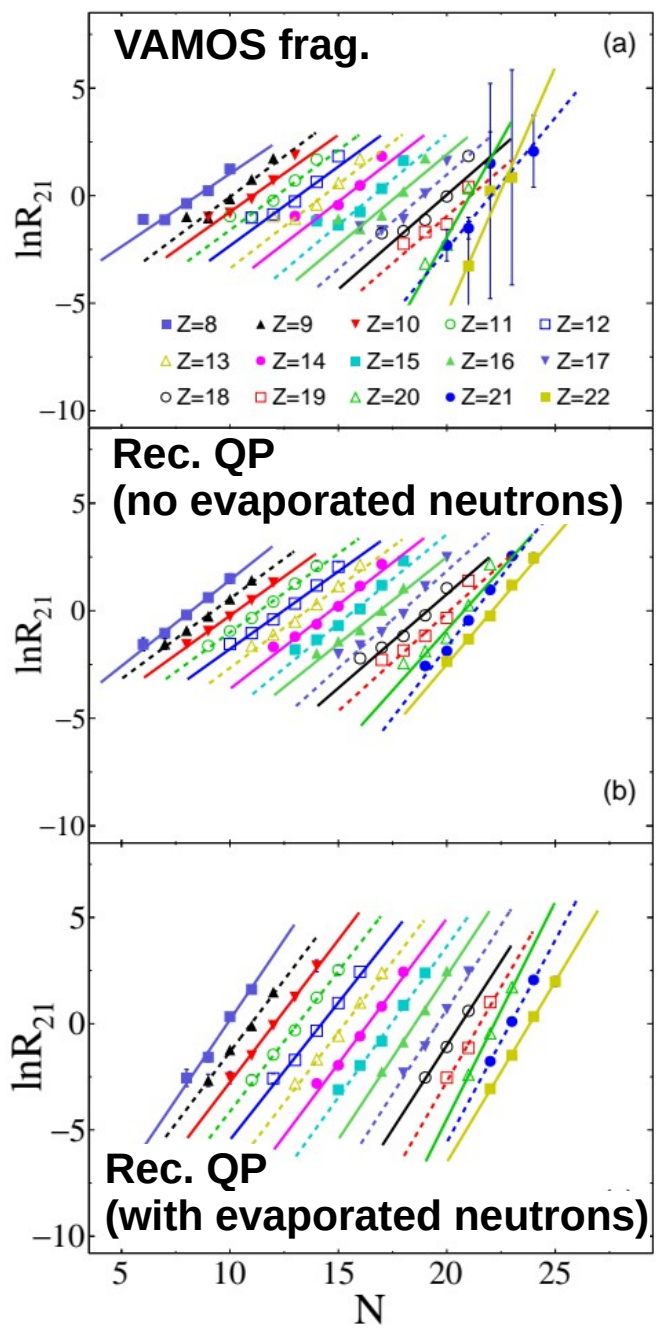 VAMOS frag.
(a)
5
0
−5
−10
lnR21
Z=8 Z=9 Z=10 Z=11 Z=12
Z=13 Z=14 Z=15 Z=16 Z=17
Z=18 Z=19 Z=20 Z=21 Z=22
Rec. QP
(no evaporated neutrons)
5
0
−5
−10
lnR21
(b)
5
0
−5
−10
lnR21
Rec. QP
(with evaporated neutrons)
5 10 15 20 25
N